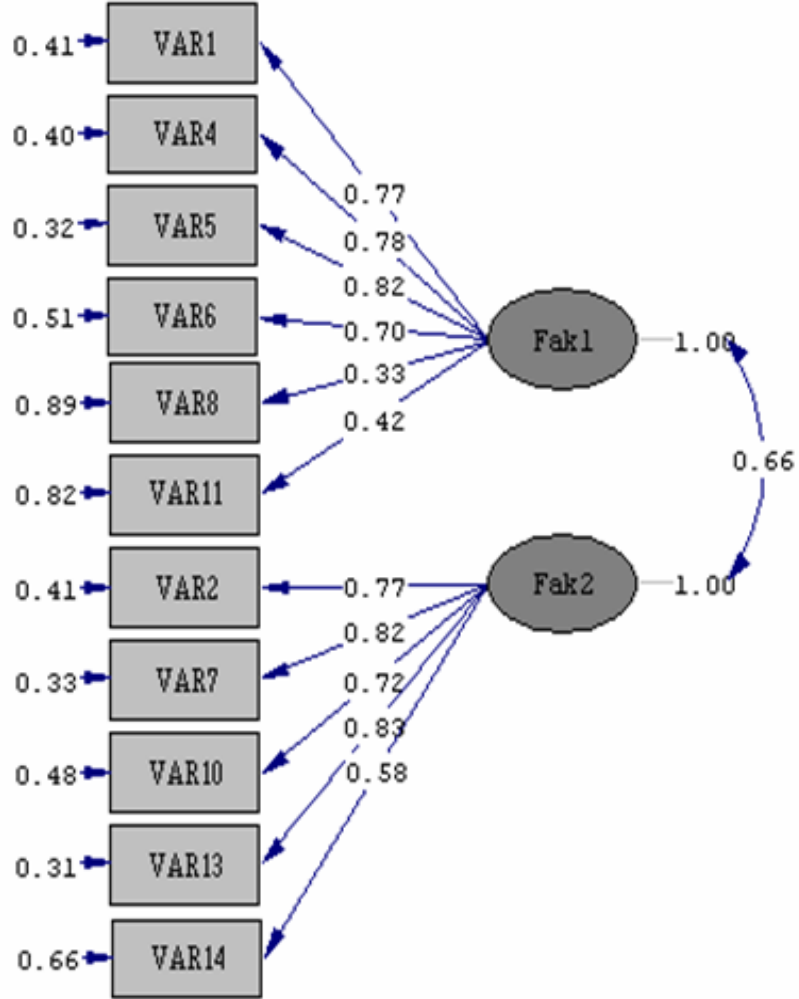 0.41 VAR1
0.40 VAR4
0.77
0.32 VAR5
0.78
0.82
0.51 VAR6
0.70
Fak1 1.00
0.33
0.89 VAR8
0.42
0.66
0.82 VAR11
0.41 VAR2
0.77
Fak2 1.00
0.82
0.33 VAR7
0.72
0.83
0.48 VAR10
0.58
0.31 VAR13
0.66 VAR14